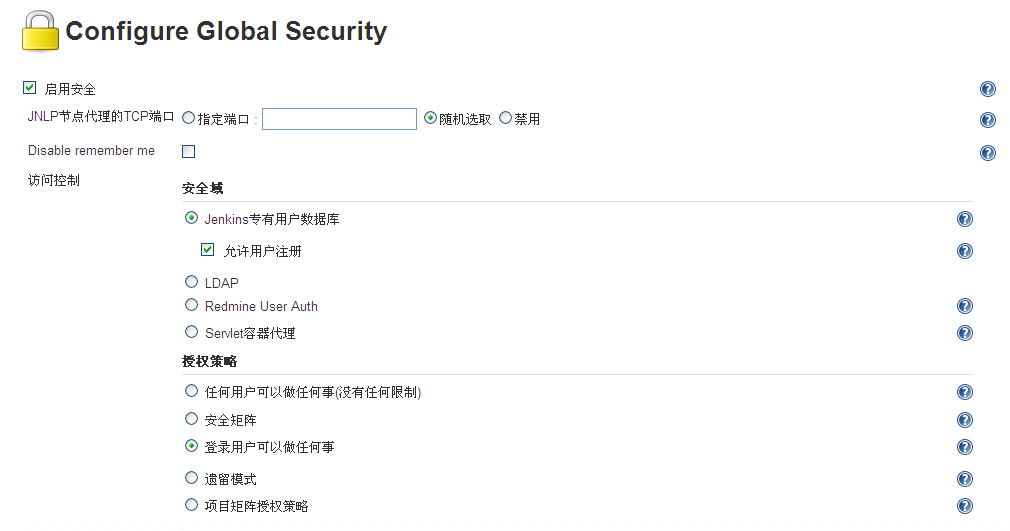 Configure Global Security
启用安全
JNLP节点代理的TCP端口 指定端口 : 随机选取 禁用
Disable remember me
访问控制
安全域
Jenkins专有用户数据库
允许用户注册
LDAP
Redmine User Auth
Servlet容器代理
授权策略
任何用户可以做任何事(没有任何限制)
安全矩阵
登录用户可以做任何事
遗留模式
项目矩阵授权策略